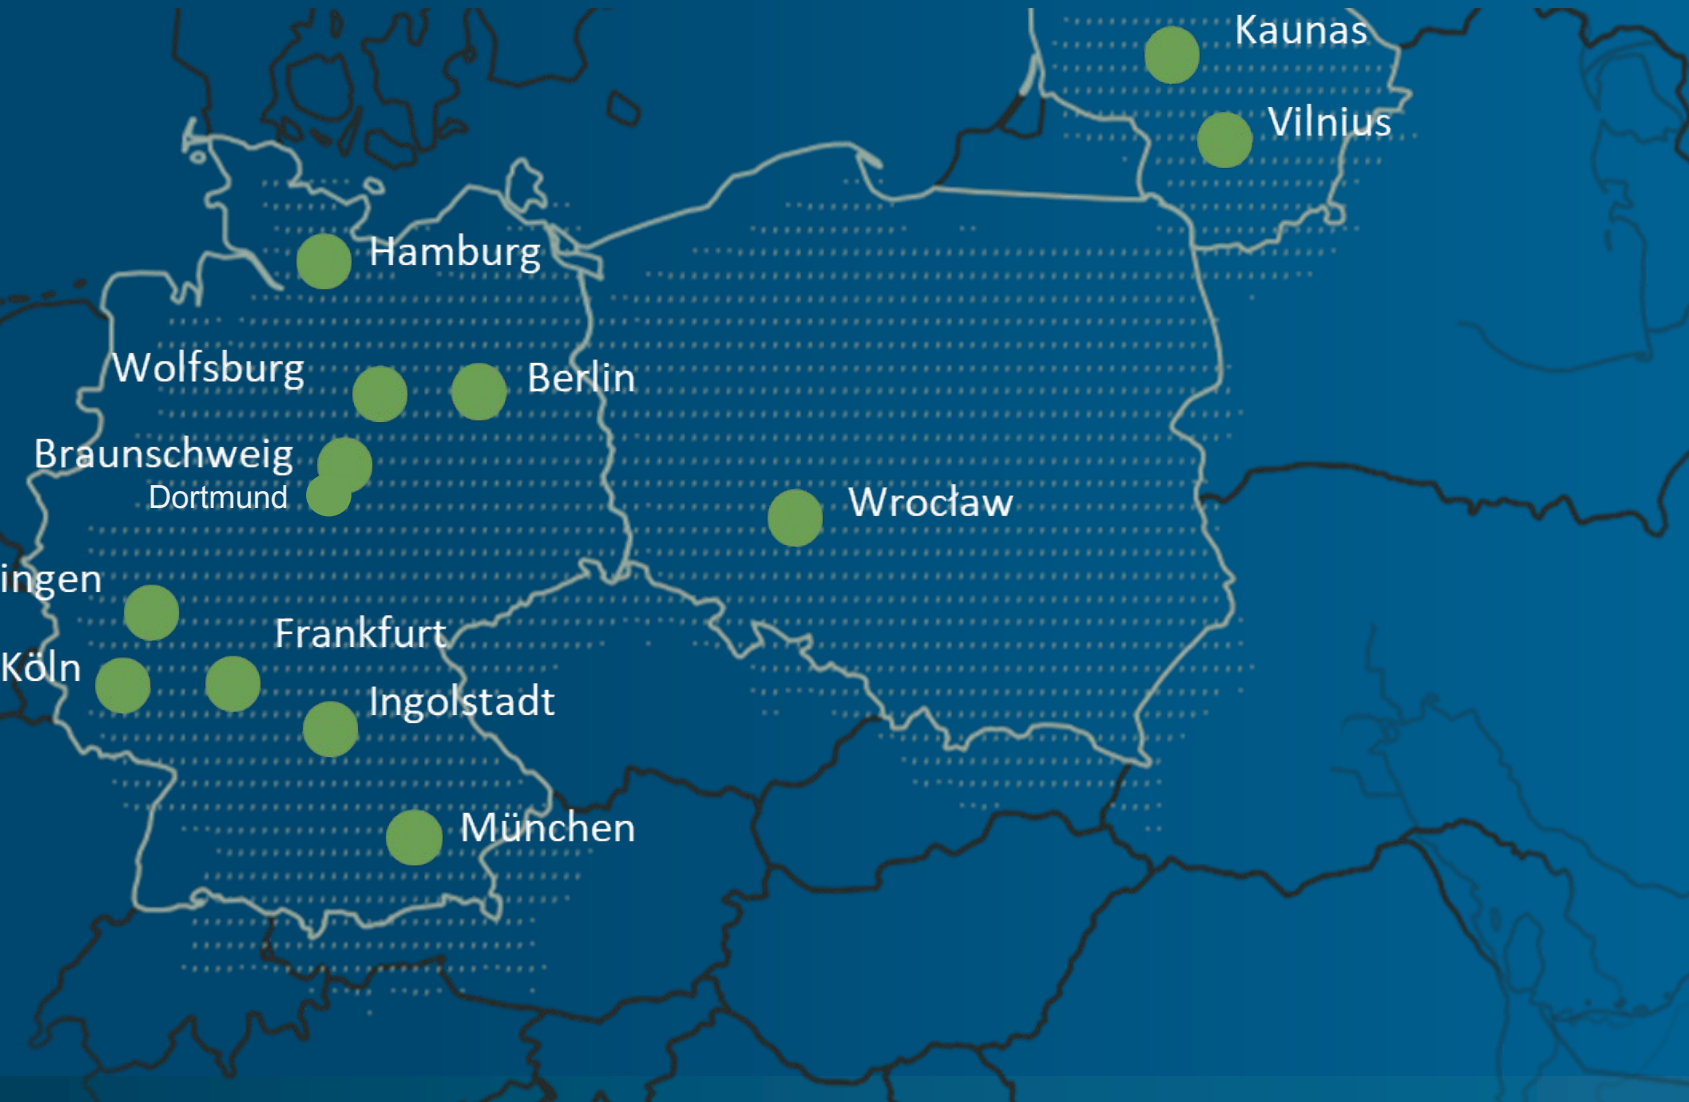 Kaunas
Vilnius
Hamburg
Wolfsburg
Berlin
Braunschweig
Dortmund
Wrocław
ingen
Frankfurt
Köln
Ingolstadt
München